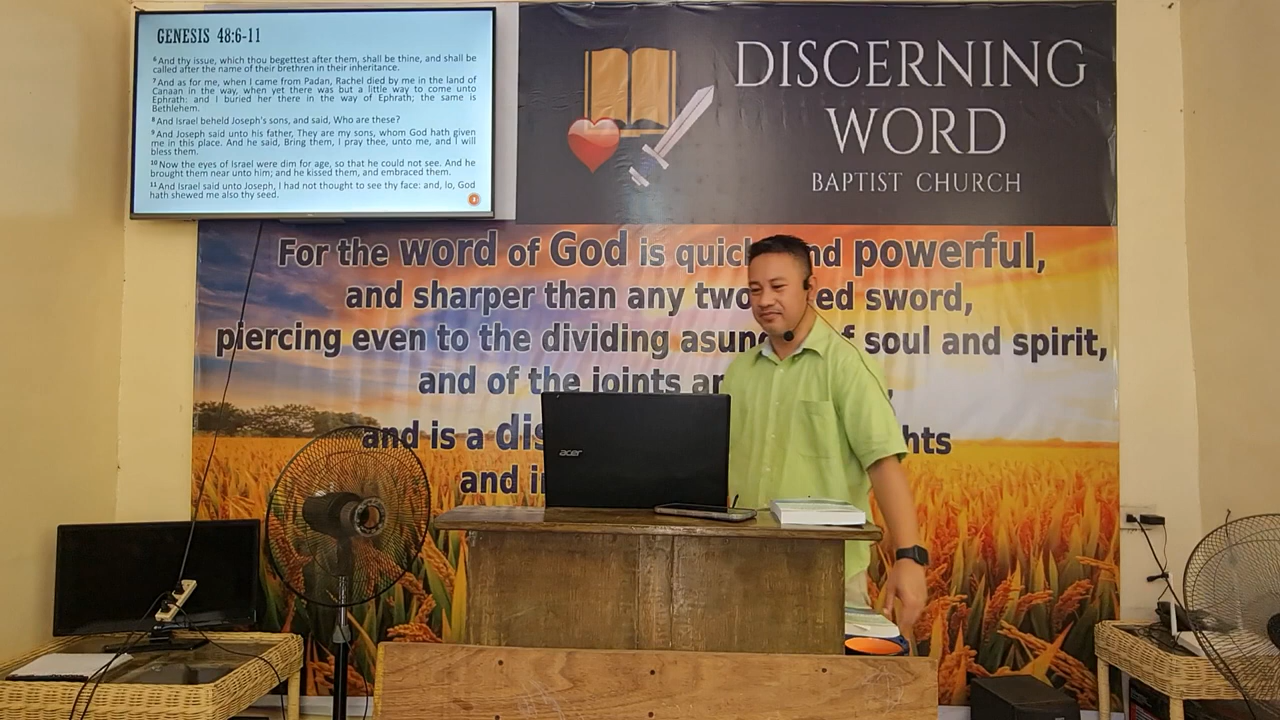 GENESIS 48:6-11
6 And thy issue, which thou begettest after them, shall be thine, and shall be
called after the name of their brethren in their inheritance.
7 And as for me, when I came from Padan, Rachel died by me in the land of
Canaan in the way, when yet there was but a little way to come unto
Ephrath: and I buried her there in the way of Ephrath; the same is
Bethlehem.
8 And Israel beheld Joseph's sons, and said, Who are these?
9 And Joseph said unto his father, They are my sons, whom God hath given
me in this place. And he said, Bring them, I pray thee, unto me, and I will
bless them.
10 Now the eyes of Israel were dim for age, so that he could not see. And he
brought them near unto him; and he kissed them, and embraced them.
11 And Israel said unto Joseph, I had not thought to see thy face: and, lo, God
hath shewed me also thy seed.
DISCERNING
WORD
BAPTIST CHURCH
For the word of God is quick nd powerful,
and sharper than any two ed sword,
piercing even to the dividing asun f soul and spirit,
and of the joints an ,
and is a dis hts
and in
acer